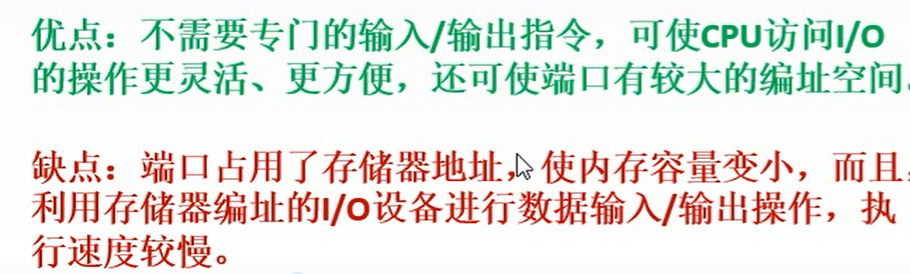 优点：不需要专门的输入/输出指令，可使CPU访问I/O
的操作更灵活、更方便，还可使端口有较大的编址空间。
缺点：端口占用了存储器地址，使内存容量变小，而且，
利用存储器编址的I/O设备进行数据输入/输出操作，执
行速度较慢。